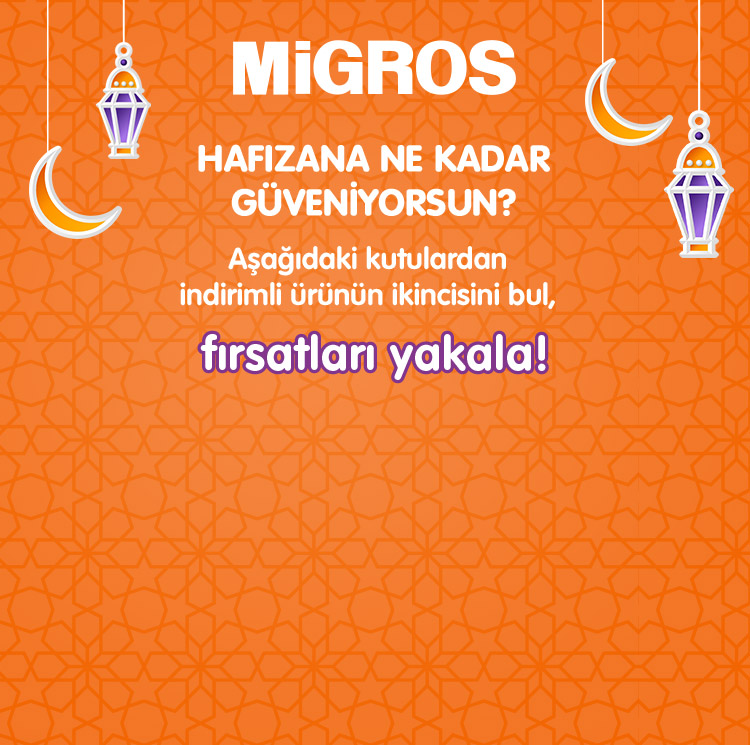 MiGROS
HAFIZANA NE KADAR
GÜVENİYORSUN?
Aşağıdaki kutulardan
indirimli ürünün ikincisini bul,
fırsatları yakala!